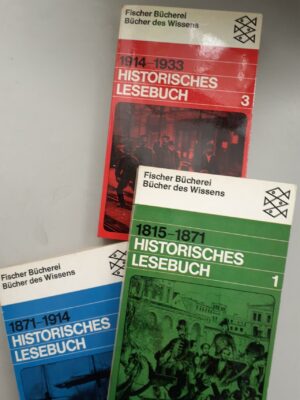 Fischer Bücherei
Bücher des Wissens
1914–1933
HISTORISCHES
LESEBUCH
3
Fischer Bücherei
Bücher des Wissens
1815–1871
HISTORISCHES
LESEBUCH
1
Fischer Bücherei
Bücher des Wissens
1871–1914
HISTORISCHES
LESEBUCH